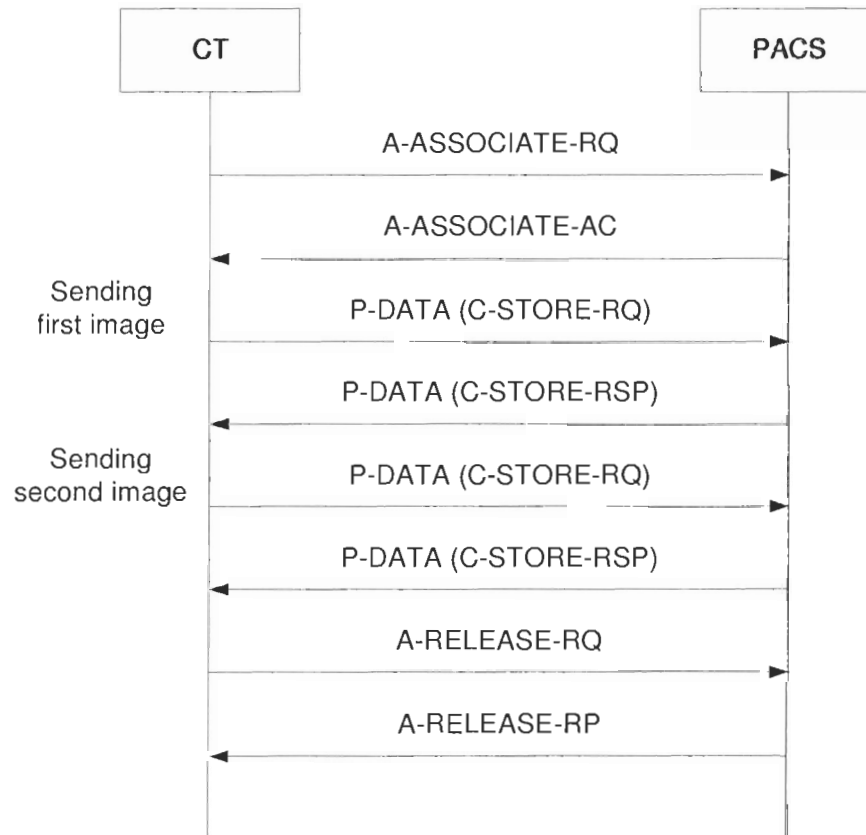 CT
PACS
A-ASSOCIATE-RQ
A-ASSOCIATE-AC
Sending
first image
P-DATA (C-STORE-RQ)
P-DATA (C-STORE-RSP)
Sending
second image
P-DATA (C-STORE-RQ)
P-DATA (C-STORE-RSP)
A-RELEASE-RQ
A-RELEASE-RP